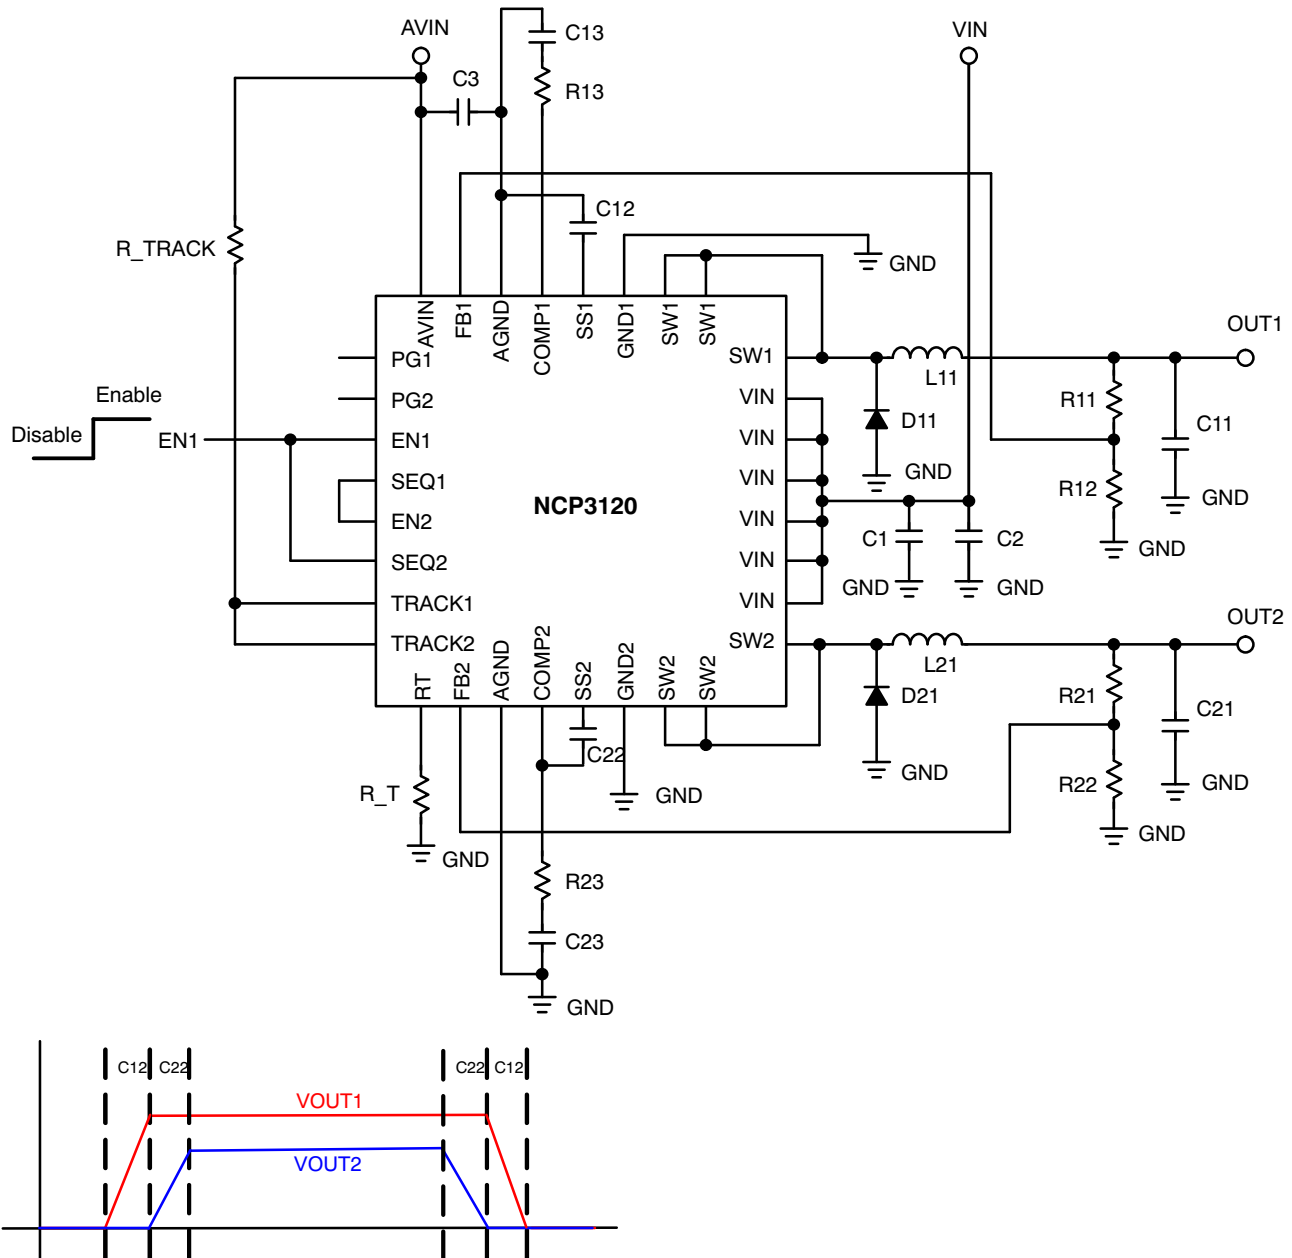 AVIN
C13
VIN
C3
R13
C12
R_TRACK
GND
AVIN
FB1
AGND
COMP1
SS1
GND1
SW1
SW1
OUT1
PG1
SW1
L11
Enable
PG2
VIN
R11
Disable
EN1
EN1
VIN
D11
C11
SEQ1
VIN
GND
R12
GND
NCP3120
EN2
VIN
C1
C2
GND
SEQ2
VIN
GND
GND
TRACK1
VIN
OUT2
TRACK2
SW2
L21
RT
FB2
AGND
COMP2
SS2
GND2
SW2
SW2
D21
R21
C21
C22
GND
R_T
GND
R22
GND
GND
GND
R23
C23
GND
C12
C22
C22
C12
VOUT1
VOUT2